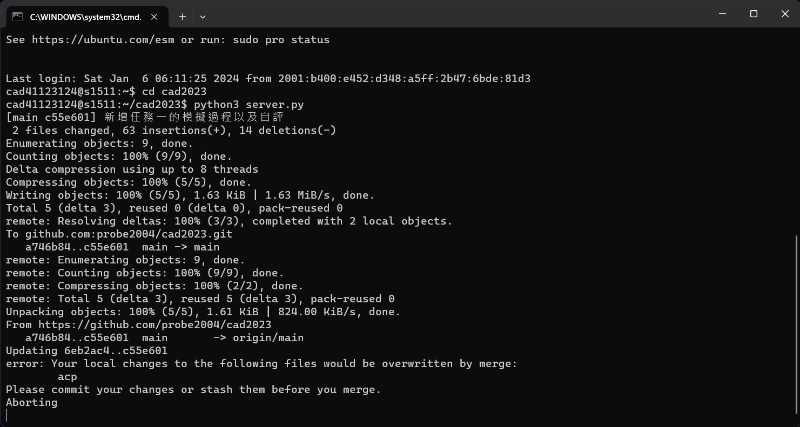 C:\WINDOWS\system32\cmd.
See https://ubuntu.com/esm or run: sudo pro status
Last login: Sat Jan  6 06:11:25 2024 from 2001:b400:e452:d348:a5ff:2b47:6bde:81d3
cad41123124@s1511:~$ cd cad2023
cad41123124@s1511:~/cad2023$ python3 server.py
[main c55e601] 新增任務一的模擬過程以及自評
 2 files changed, 63 insertions(+), 14 deletions(-)
Enumerating objects: 9, done.
Counting objects: 100% (9/9), done.
Delta compression using up to 8 threads
Compressing objects: 100% (5/5), done.
Writing objects: 100% (5/5), 1.63 KiB | 1.63 MiB/s, done.
Total 5 (delta 3), reused 0 (delta 0), pack-reused 0
remote: Resolving deltas: 100% (3/3), completed with 2 local objects.
To github.com:probe2004/cad2023.git
   a746b84..c55e601  main -> main
remote: Enumerating objects: 9, done.
remote: Counting objects: 100% (9/9), done.
remote: Compressing objects: 100% (2/2), done.
remote: Total 5 (delta 3), reused 5 (delta 3), pack-reused 0
Unpacking objects: 100% (5/5), 1.61 KiB | 824.00 KiB/s, done.
From https://github.com/probe2004/cad2023
   a746b84..c55e601  main       -> origin/main
Updating 6eb2ac4..c55e601
error: Your local changes to the following files would be overwritten by merge:
        acp
Please commit your changes or stash them before you merge.
Aborting